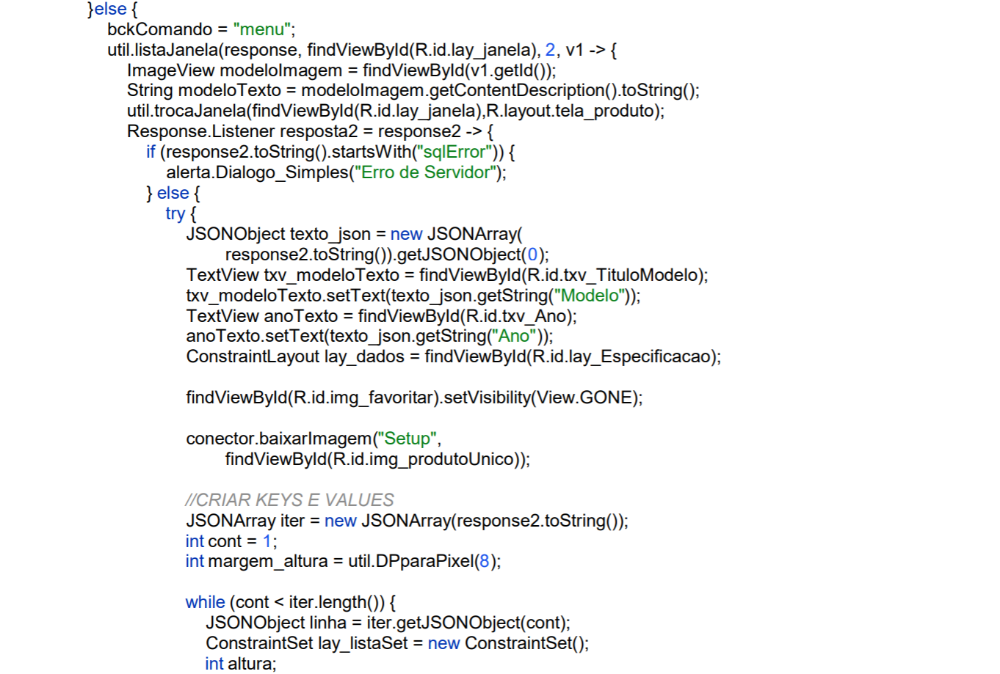 }else {
bckComando = "menu";
util.listaJanela(response, findViewById(R.id.lay_janela), 2, v1 -> {
ImageView modeloImagem = findViewById(v1.getId());
String modeloTexto = modeloImagem.getContentDescription().toString();
util.trocaJanela(findViewById(R.id.lay_janela),R.layout.tela_produto);
Response.Listener resposta2 = response2 -> {
if (response2.toString().startsWith("sqlError")) {
alerta.Dialogo_Simples("Erro de Servidor");
} else {
try {
JSONObject texto_json = new JSONArray(
response2.toString()).getJSONObject(0);
TextView txv_modeloTexto = findViewById(R.id.txv_TituloModelo);
txv_modeloTexto.setText(texto_json.getString("Modelo"));
TextView anoTexto = findViewById(R.id.txv_Ano);
anoTexto.setText(texto_json.getString("Ano"));
ConstraintLayout lay_dados = findViewById(R.id.lay_Especificacao);
findViewById(R.id.img_favoritar).setVisibility(View.GONE);
conector.baixarImagem("Setup",
findViewById(R.id.img_produtoUnico));
//CRIAR KEYS E VALUES
JSONArray iter = new JSONArray(response2.toString());
int cont = 1;
int margem_altura = util.DPparaPixel(8);
while (cont < iter.length()) {
JSONObject linha = iter.getJSONObject(cont);
ConstraintSet lay_listaSet = new ConstraintSet();
int altura;